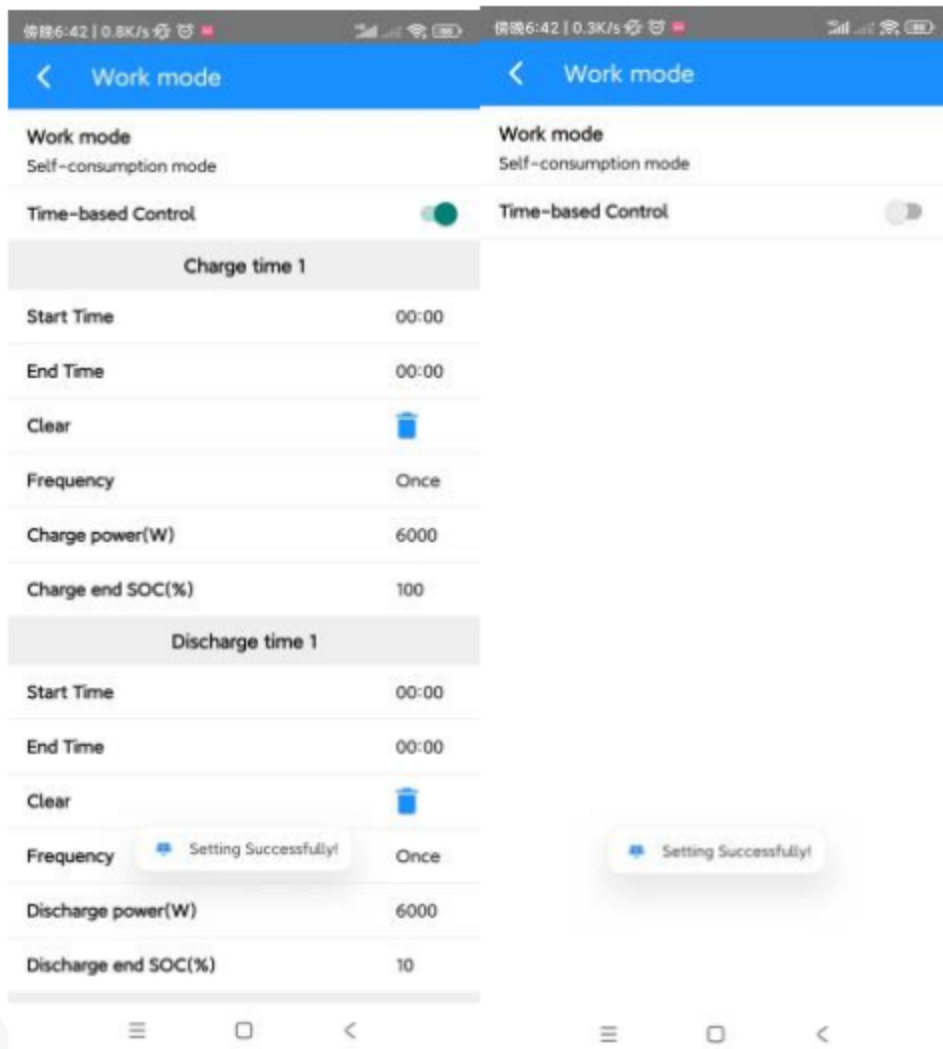 傍晚6:42 | 0.8K/s
Work mode
Work mode
Self-consumption mode
Time-based Control
Charge time 1
Start Time 00:00
End Time 00:00
Clear
Frequency Once
Charge power(W) 6000
Charge end SOC(%) 100
Discharge time 1
Start Time 00:00
End Time 00:00
Clear
Frequency Once
Setting Successfully!
Discharge power(W) 6000
Discharge end SOC(%) 10
傍晚6:42 | 0.3K/s
Work mode
Work mode
Self-consumption mode
Time-based Control
Setting Successfully!